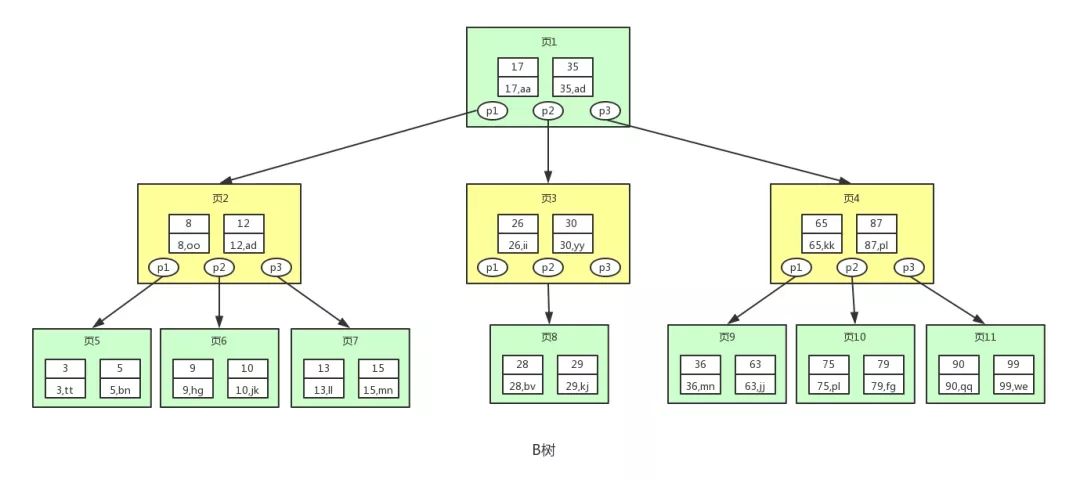 页1
17 35
17,aa 35,ad
p1 p2 p3
页2 页3 页4
8 12 26 30 65 87
8,oo 12,ad 26,ii 30,yy 65,kk 87,pl
p1 p2 p3 p1 p2 p3 p1 p2 p3
页5 页6 页7 页8 页9 页10 页11
3 5 9 10 13 15 28 29 36 63 75 79 90 99
3,tt 5,bn 9,hg 10,jk 13,ll 15,mn 28,bv 29,kj 36,mn 63,jj 75,pl 79,fg 90,qq 99,we
B树